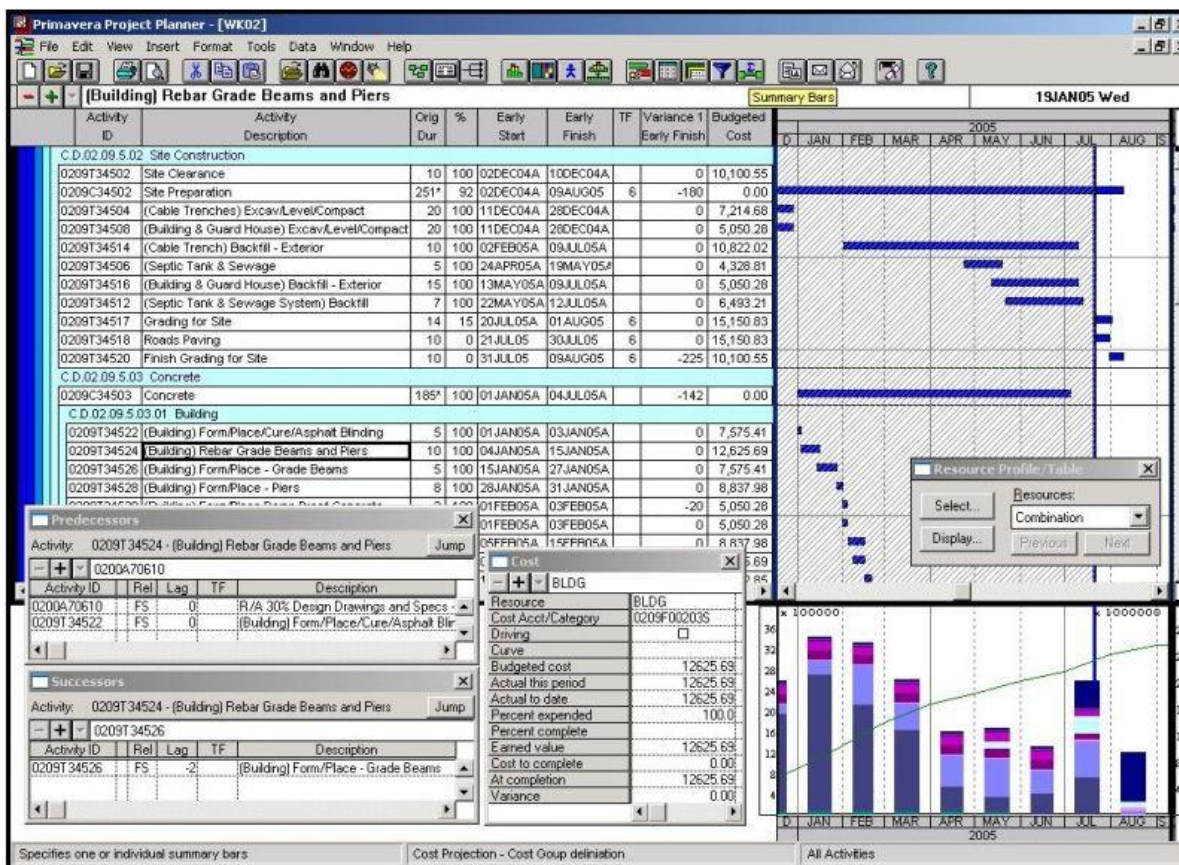 Primavera Project Planner - [WK02]
File Edit View Insert Format Tools Data Window Help
(Building) Rebar Grade Beams and Piers
Summary Bars
19JAN05 Wed
Activity ID Activity Description Orig Dur % Early Start Early Finish TF Variance 1 Early Finish Budgeted Cost
2005
D JAN FEB MAR APR MAY JUN JUL AUG S
C.D.02.09.5.02 Site Construction
0209T34502 Site Clearance 10 100 02DEC04A 10DEC04A 0 10,100.55
0209C34502 Site Preparation 251* 92 02DEC04A 09AUG05 6 -180 0.00
0209T34504 (Cable Trenches) Excav/Level/Compact 20 100 11DEC04A 28DEC04A 0 7,214.68
0209T34508 (Building & Guard House) Excav/Level/Compact 20 100 11DEC04A 28DEC04A 0 5,050.28
0209T34514 (Cable Trench) Backfill - Exterior 10 100 02FEB05A 09JUL05A 0 10,822.02
0209T34506 (Septic Tank & Sewage 5 100 24APR05A 19MAY05A 0 4,328.81
0209T34516 (Building & Guard House) Backfill - Exterior 15 100 13MAY05A 09JUL05A 0 5,050.28
0209T34512 (Septic Tank & Sewage System) Backfill 7 100 22MAY05A 12JUL05A 0 6,493.21
0209T34517 Grading for Site 14 15 20JUL05A 01AUG05 6 0 15,150.83
0209T34518 Roads Paving 10 0 21JUL05 30JUL05 6 0 15,150.83
0209T34520 Finish Grading for Site 10 0 31JUL05 09AUG05 6 -225 10,100.55
C.D.02.09.5.03 Concrete
0209C34503 Concrete 185* 100 01JAN05A 04JUL05A -142 0.00
C.D.02.09.5.03.01 Building
0209T34522 (Building) Form/Place/Cure/Asphalt Blinding 5 100 01JAN05A 03JAN05A 0 7,575.41
0209T34524 (Building) Rebar Grade Beams and Piers 10 100 04JAN05A 15JAN05A 0 12,625.69
0209T34526 (Building) Form/Place - Grade Beams 5 100 15JAN05A 27JAN05A 0 7,575.41
0209T34528 (Building) Form/Place - Piers 8 100 28JAN05A 31JAN05A 0 8,837.98
01FEB05A 03FEB05A -20 5,050.28
01FEB05A 03FEB05A 0 5,050.28
05FEB05A 15FEB05A 0 8,837.98
Resource Profile/Table
Select...
Resources:
Combination
Display...
Previous Next
Predecessors
Activity: 0209T34524 - (Building) Rebar Grade Beams and Piers Jump
0200A70610
Activity ID Rel Lag TF Description
0200A70610 FS 0 R/A 30% Design Drawings and Specs -
0209T34522 FS 0 (Building) Form/Place/Cure/Asphalt Blir
Successors
Activity: 0209T34524 - (Building) Rebar Grade Beams and Piers Jump
0209T34526
Activity ID Rel Lag TF Description
0209T34526 FS -2 (Building) Form/Place - Grade Beams
Cost
BLDG
Resource BLDG
Cost Acct/Category 0209F00203S
Driving
Curve
Budgeted cost 12625.69
Actual this period 12625.69
Actual to date 12625.69
Percent expended 100.0
Percent complete
Earned value 12625.69
Cost to complete 0.00
At completion 12625.69
Variance 0.00
x 100000 x 1000000
36
32
28
24
20
16
12
8
4
D JAN FEB MAR APR MAY JUN JUL AUG S
2005
Specifies one or individual summary bars
Cost Projection - Cost Goup deliniation
All Activities